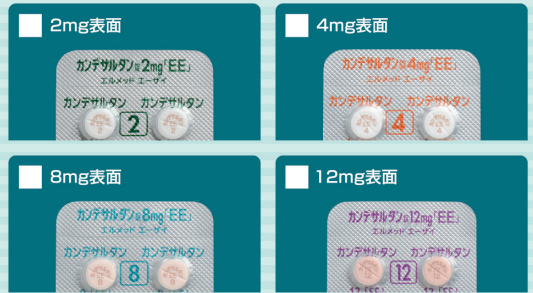 2mg表面
カンデサルタン錠2mg「EE」
エルメッド エーザイ
カンデサルタン カンデサルタン
2
4mg表面
カンデサルタン錠4mg「EE」
エルメッド エーザイ
カンデサルタン カンデサルタン
4
8mg表面
カンデサルタン錠8mg「EE」
エルメッド エーザイ
カンデサルタン カンデサルタン
8
12mg表面
カンデサルタン錠12mg「EE」
エルメッド エーザイ
カンデサルタン カンデサルタン
12